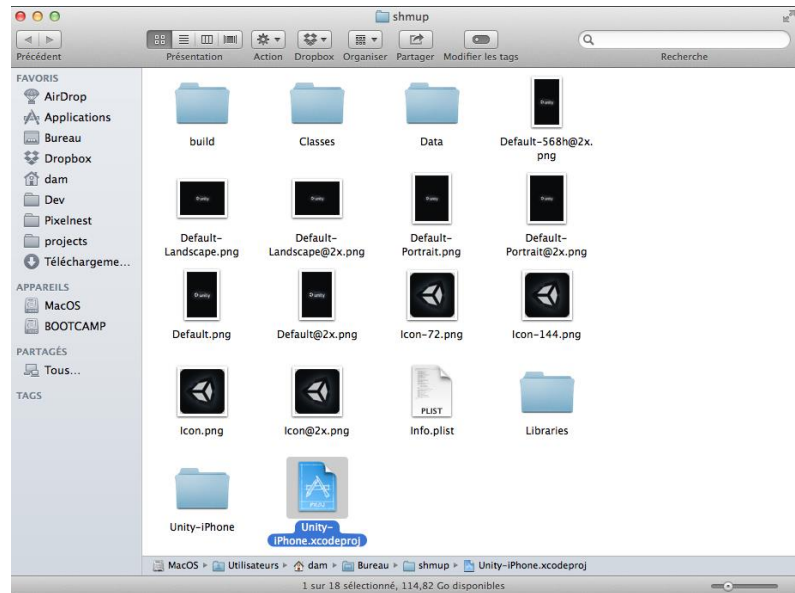 shmup
Précédent
Présentation
Action
Dropbox
Organiser
Partager
Modifier les tags
Recherche
FAVORIS
AirDrop
Applications
Bureau
Dropbox
dam
Dev
Pixelnest
projects
Téléchargeme...
APPAREILS
MacOS
BOOTCAMP
PARTAGÉS
Tous...
TAGS
build
Classes
Data
Default-568h@2x.
png
Default-
Landscape.png
Default-
Landscape@2x.png
Default-
Portrait.png
Default-
Portrait@2x.png
Default.png
Default@2x.png
Icon-72.png
Icon-144.png
Icon.png
Icon@2x.png
PLIST
Info.plist
Libraries
Unity-iPhone
Unity-
iPhone.xcodeproj
MacOS ▸ Utilisateurs ▸ dam ▸ Bureau ▸ shmup ▸ Unity-iPhone.xcodeproj
1 sur 18 sélectionné, 114,82 Go disponibles